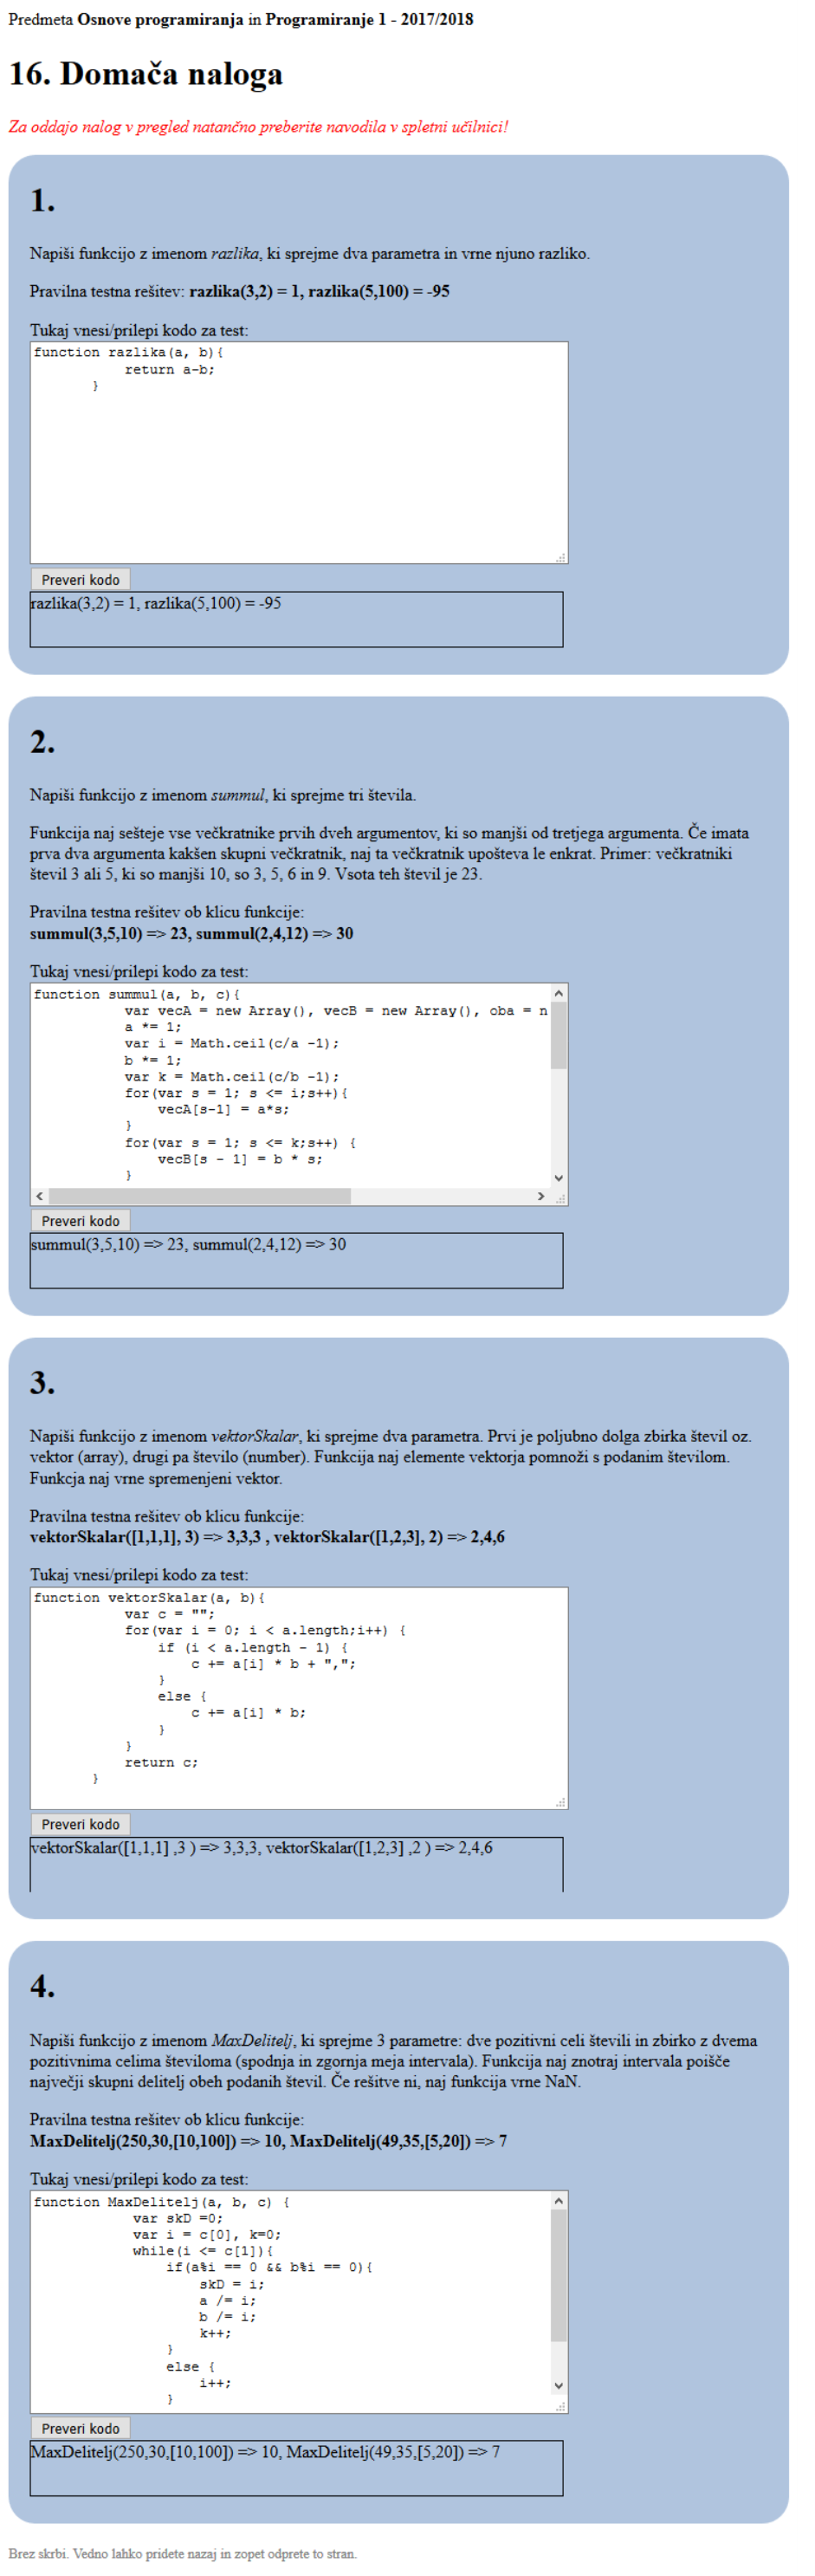 Predmeta Osnove programiranja in Programiranje 1 - 2017/2018
16. Domača naloga
Za oddajo nalog v pregled natančno preberite navodila v spletni učilnici!
1.
Napiši funkcijo z imenom razlika, ki sprejme dva parametra in vrne njuno razliko.
Pravilna testna rešitev: razlika(3,2) = 1, razlika(5,100) = -95
Tukaj vnesi/prilepi kodo za test:
function razlika(a, b){
return a-b;
}
Preveri kodo
razlika(3,2) = 1, razlika(5,100) = -95
2.
Napiši funkcijo z imenom summul, ki sprejme tri števila.
Funkcija naj sešteje vse večkratnike prvih dveh argumentov, ki so manjši od tretjega argumenta. Če imata
prva dva argumenta kakšen skupni večkratnik, naj ta večkratnik upošteva le enkrat. Primer: večkratniki
števil 3 ali 5, ki so manjši 10, so 3, 5, 6 in 9. Vsota teh števil je 23.
Pravilna testna rešitev ob klicu funkcije:
summul(3,5,10) => 23, summul(2,4,12) => 30
Tukaj vnesi/prilepi kodo za test:
function summul(a, b, c){
var vecA = new Array(), vecB = new Array(), oba = n
a *= 1;
var i = Math.ceil(c/a -1);
b *= 1;
var k = Math.ceil(c/b -1);
for(var s = 1; s <= i;s++){
vecA[s-1] = a*s;
}
for(var s = 1; s <= k;s++) {
vecB[s - 1] = b * s;
}
Preveri kodo
summul(3,5,10) => 23, summul(2,4,12) => 30
3.
Napiši funkcijo z imenom vektorSkalar, ki sprejme dva parametra. Prvi je poljubno dolga zbirka števil oz.
vektor (array), drugi pa število (number). Funkcija naj elemente vektorja pomnoži s podanim številom.
Funkcja naj vrne spremenjeni vektor.
Pravilna testna rešitev ob klicu funkcije:
vektorSkalar([1,1,1], 3) => 3,3,3 , vektorSkalar([1,2,3], 2) => 2,4,6
Tukaj vnesi/prilepi kodo za test:
function vektorSkalar(a, b){
var c = "";
for(var i = 0; i < a.length;i++) {
if (i < a.length - 1) {
c += a[i] * b + ",";
}
else {
c += a[i] * b;
}
}
return c;
}
Preveri kodo
vektorSkalar([1,1,1] ,3 ) => 3,3,3, vektorSkalar([1,2,3] ,2 ) => 2,4,6
4.
Napiši funkcijo z imenom MaxDelitelj, ki sprejme 3 parametre: dve pozitivni celi števili in zbirko z dvema
pozitivnima celima številoma (spodnja in zgornja meja intervala). Funkcija naj znotraj intervala poišče
največji skupni delitelj obeh podanih števil. Če rešitve ni, naj funkcija vrne NaN.
Pravilna testna rešitev ob klicu funkcije:
MaxDelitelj(250,30,[10,100]) => 10, MaxDelitelj(49,35,[5,20]) => 7
Tukaj vnesi/prilepi kodo za test:
function MaxDelitelj(a, b, c) {
var skD =0;
var i = c[0], k=0;
while(i <= c[1]){
if(a%i == 0 && b%i == 0){
skD = i;
a /= i;
b /= i;
k++;
}
else {
i++;
}
Preveri kodo
MaxDelitelj(250,30,[10,100]) => 10, MaxDelitelj(49,35,[5,20]) => 7
Brez skrbi. Vedno lahko pridete nazaj in zopet odprete to stran.